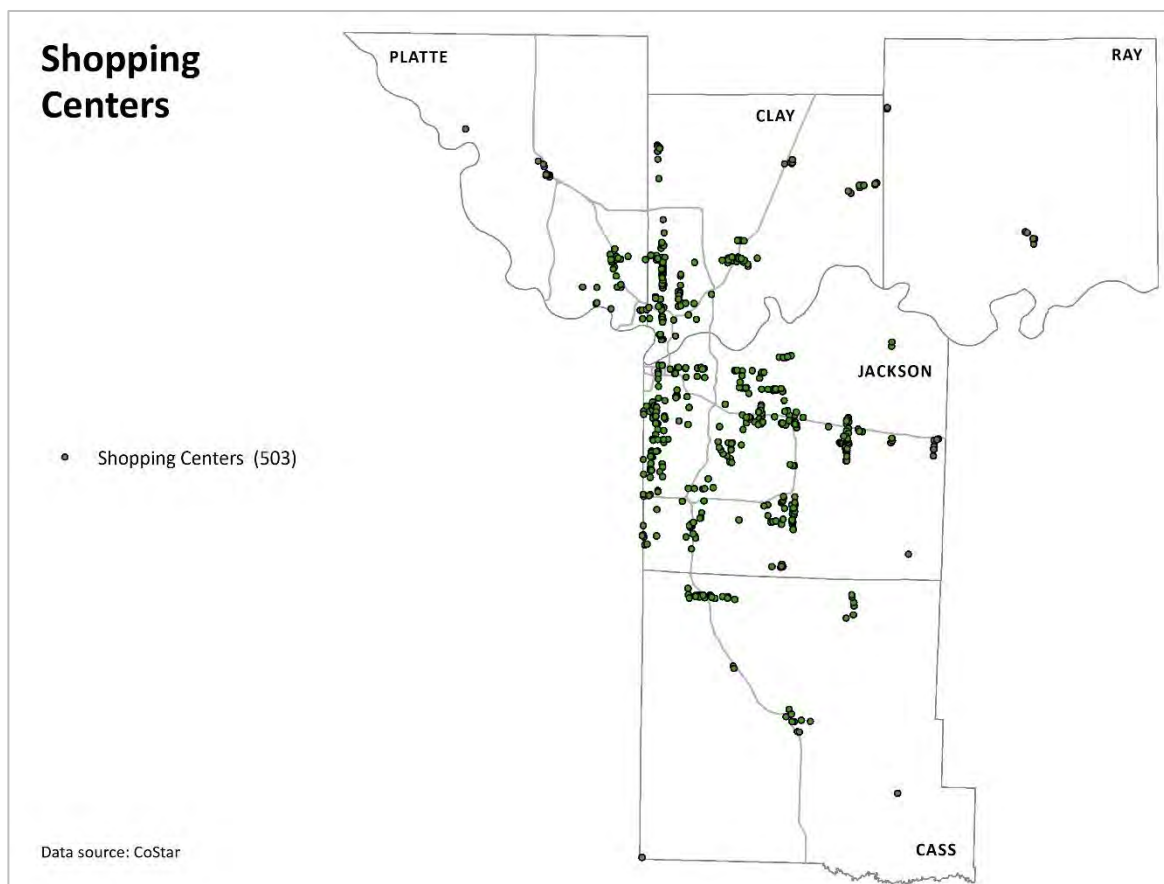 Shopping
Centers
PLATTE
RAY
CLAY
JACKSON
Shopping Centers (503)
Data source: CoStar
CASS